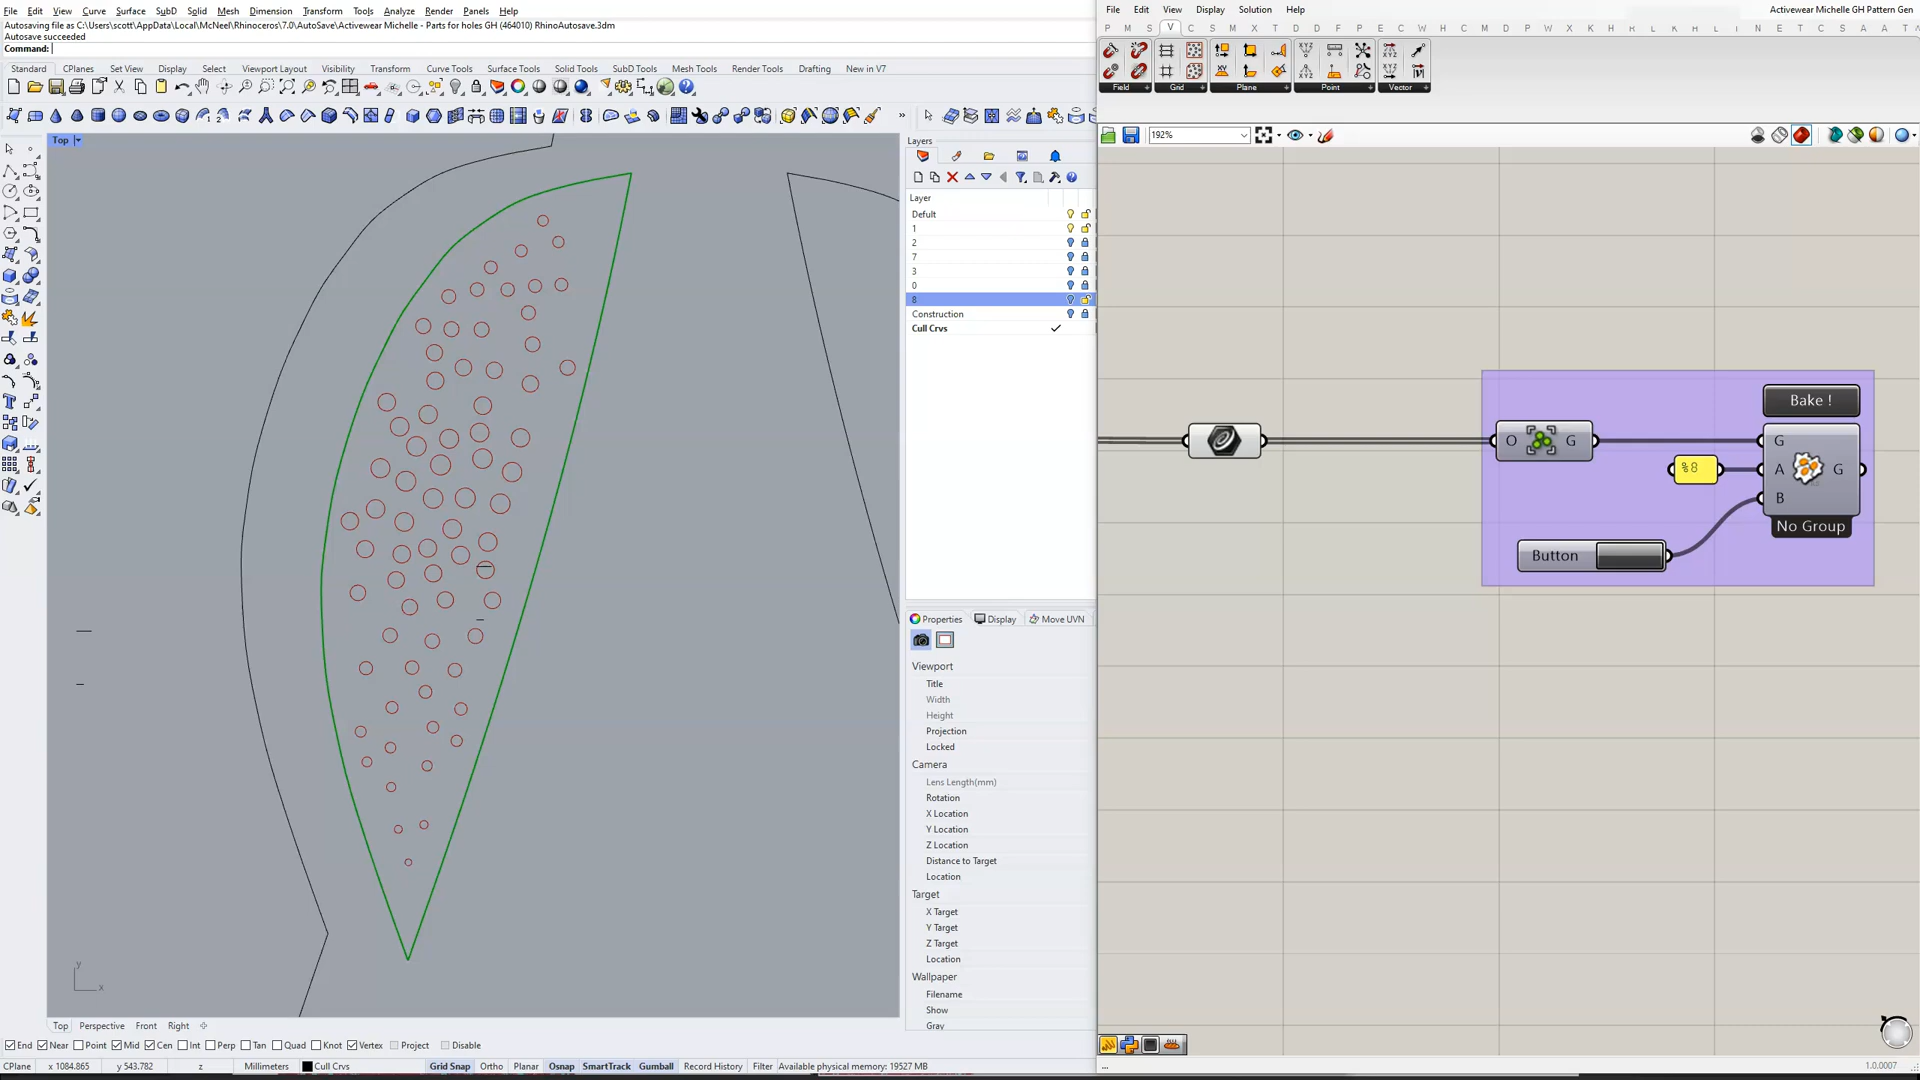 File Edit View Curve Surface SubD Solid Mesh Dimension Transform Tools Analyze Render Panels Help
Autosaving file as C:\Users\scott\AppData\Local\McNeel\Rhinoceros\7.0\AutoSave\Activewear Michelle - Parts for holes GH (464010) RhinoAutosave.3dm
Autosave succeeded
Command:
Standard CPlanes Set View Display Select Viewport Layout Visibility Transform Curve Tools Surface Tools Solid Tools SubD Tools Mesh Tools Render Tools Drafting New in V7
Top
Layers
Layer
Defult
1
2
7
3
0
8
Construction
Cull Crvs
Properties Display Move UVN
Viewport
Title
Width
Height
Projection
Locked
Camera
Lens Length(mm)
Rotation
X Location
Y Location
Z Location
Distance to Target
Location
Target
X Target
Y Target
Z Target
Location
Wallpaper
Filename
Show
Gray
y
x
Top Perspective Front Right
End Near Point Mid Cen Int Perp Tan Quad Knot Vertex Project Disable
CPlane x 1084.865 y 543.782 z Millimeters Cull Crvs Grid Snap Ortho Planar Osnap SmartTrack Gumball Record History Filter Available physical memory: 19527 MB
File Edit View Display Solution Help
Activewear Michelle GH Pattern Gen
P M S V C S M X T D P W R L K K M C L N E T P A S A A T
Field Grid Plane Point Vector
192%
Bake !
O G
G
A G
B
%8
No Group
Button
...
1.0.0007